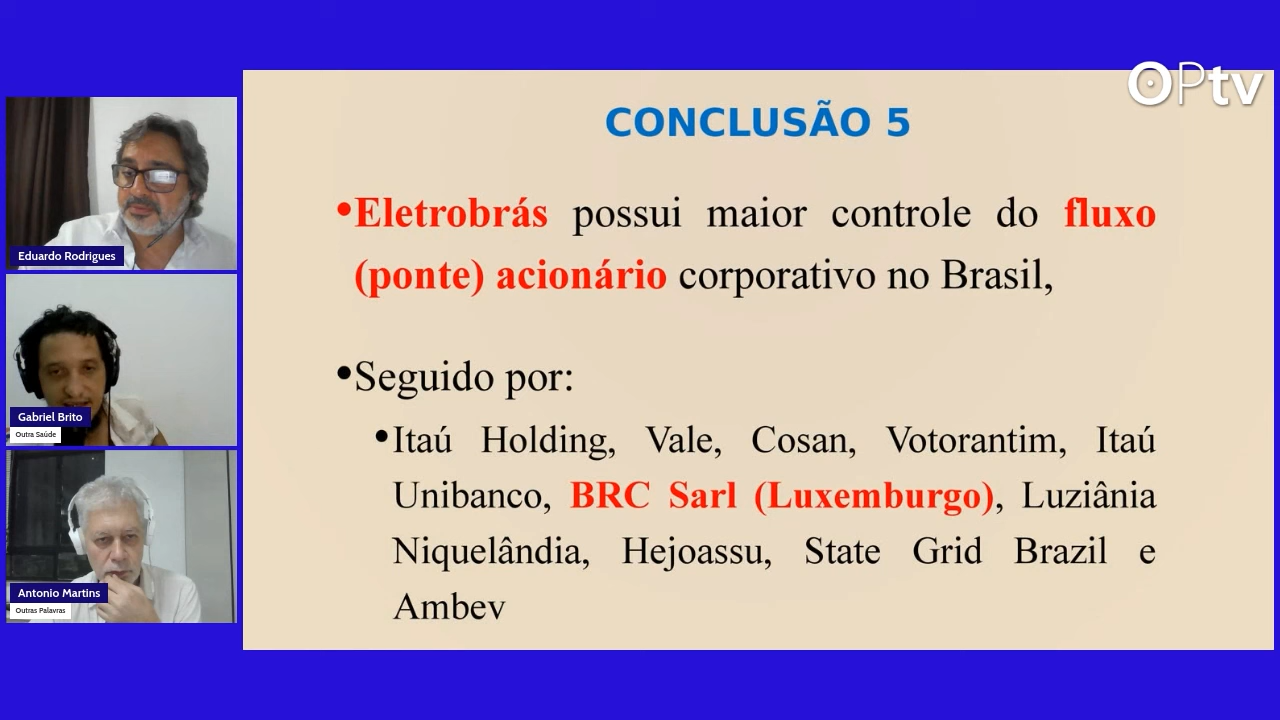 OPtv
CONCLUSÃO 5
•Eletrobrás possui maior controle do fluxo
(ponte) acionário corporativo no Brasil,
•Seguido por:
•Itaú Holding, Vale, Cosan, Votorantim, Itaú
Unibanco, BRC Sarl (Luxemburgo), Luziânia
Niquelândia, Hejoassu, State Grid Brazil e
Ambev
Eduardo Rodrigues
Gabriel Brito
Outra Saúde
Antonio Martins
Outras Palavras